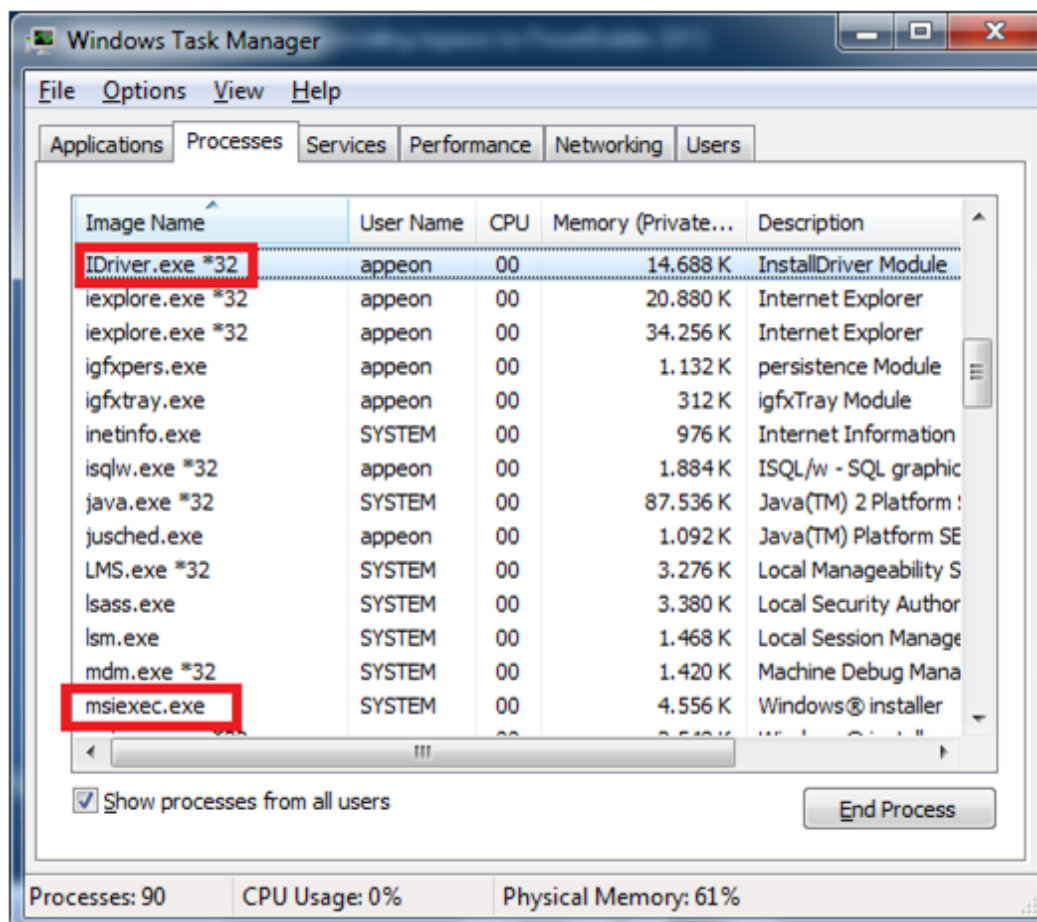 Windows Task Manager
File Options View Help
Applications Processes Services Performance Networking Users
Image Name User Name CPU Memory (Private... Description
IDriver.exe *32 appeon 00 14.688 K InstallDriver Module
iexplore.exe *32 appeon 00 20.880 K Internet Explorer
iexplore.exe *32 appeon 00 34.256 K Internet Explorer
igfxpers.exe appeon 00 1.132 K persistence Module
igfxtray.exe appeon 00 312 K igfxTray Module
inetinfo.exe SYSTEM 00 976 K Internet Information
isqlw.exe *32 appeon 00 1.884 K ISQL/w - SQL graphic
java.exe *32 SYSTEM 00 87.536 K Java(TM) 2 Platform
jusched.exe appeon 00 1.092 K Java(TM) Platform SE
LMS.exe *32 SYSTEM 00 3.276 K Local Manageability S
lsass.exe SYSTEM 00 3.380 K Local Security Author
lsm.exe SYSTEM 00 1.468 K Local Session Manage
mdm.exe *32 SYSTEM 00 1.420 K Machine Debug Mana
msiexec.exe SYSTEM 00 4.556 K Windows® installer
Show processes from all users
End Process
Processes: 90 CPU Usage: 0% Physical Memory: 61%